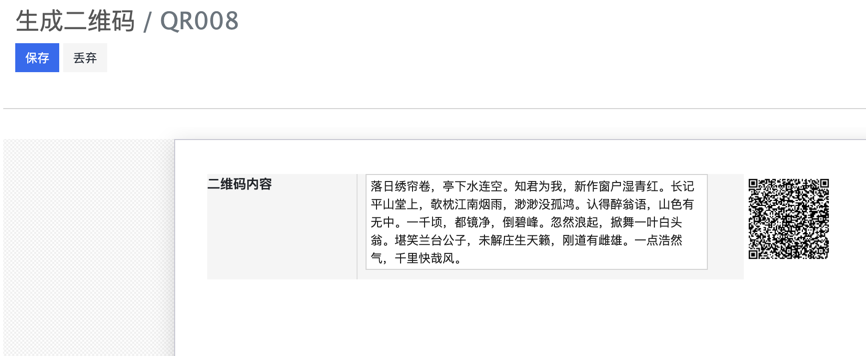 生成二维码 / QR008
保存 丢弃
二维码内容
落日绣帘卷，亭下水连空。知君为我，新作窗户湿青红。长记
平山堂上，欹枕江南烟雨，渺渺没孤鸿。认得醉翁语，山色有
无中。一千顷，都镜净，倒碧峰。忽然浪起，掀舞一叶白头
翁。堪笑兰台公子，未解庄生天籁，刚道有雌雄。一点浩然
气，千里快哉风。